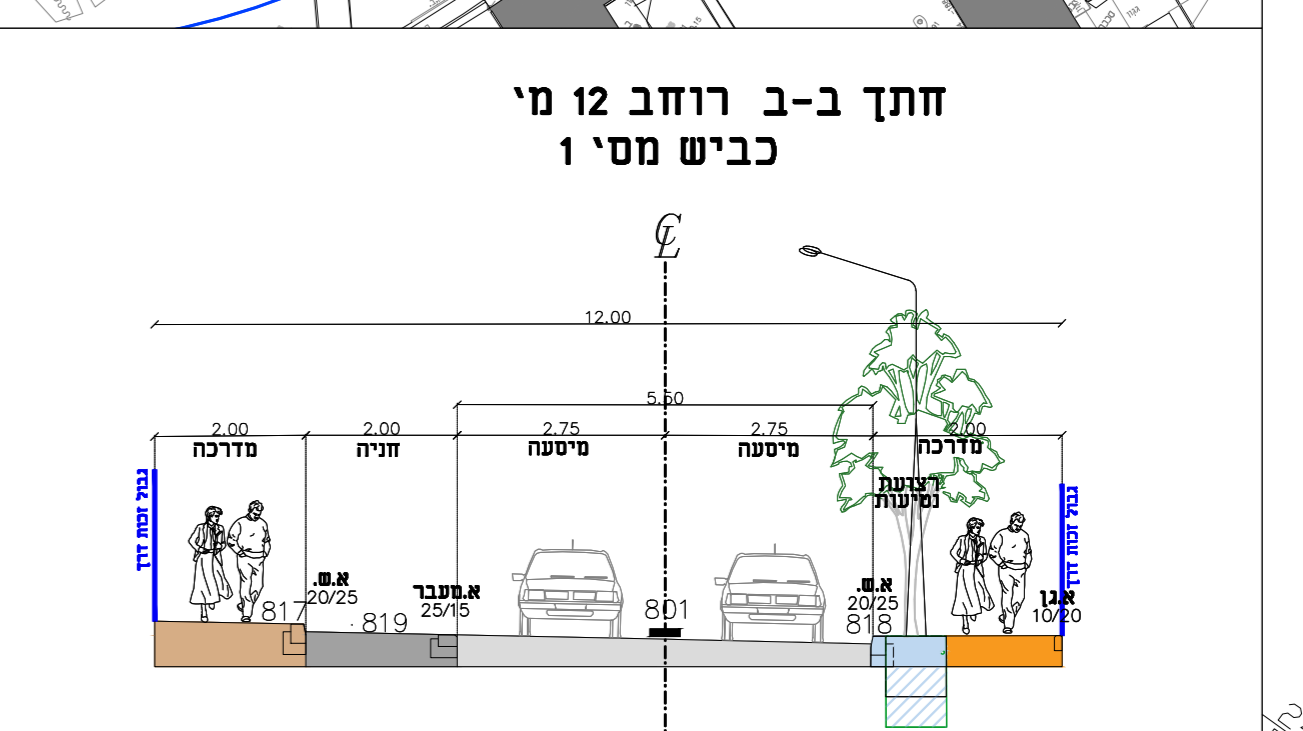 חתך ב-ב רוחב 12 מ'
כביש מס' 1
CL
12.00
5.50
2.00
2.00
2.75
2.75
2.00
מדרכה
חניה
מיסעה
מיסעה
מדרכה
רצועת
נטיעות
גבול זכות דרך
גבול זכות דרך
א.ש.
20/25
א.מעבר
25/15
א.ש.
20/25
א.גן
10/20
817
819
801
818